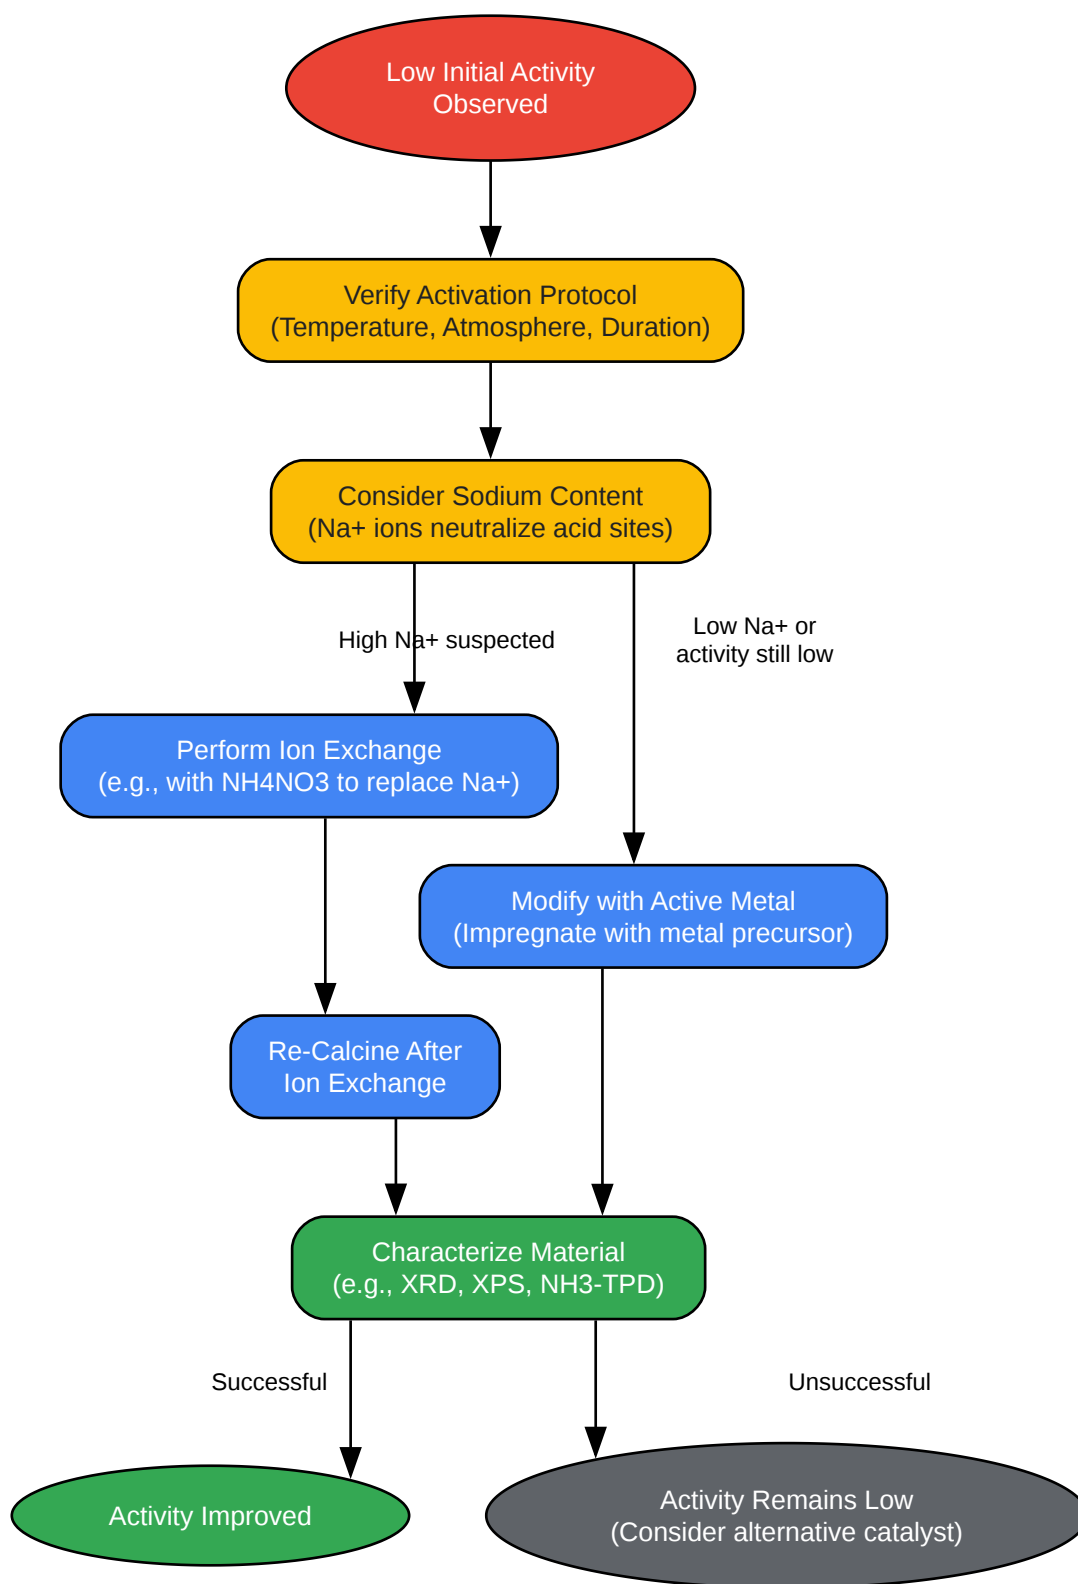 Low Initial Activity
Observed
Verify Activation Protocol
(Temperature, Atmosphere, Duration)
Consider Sodium Content
(Na+ ions neutralize acid sites)
High Na+ suspected
Low Na+ or
activity still low
Perform Ion Exchange
(e.g., with NH4NO3 to replace Na+)
Modify with Active Metal
(Impregnate with metal precursor)
Re-Calcine After
Ion Exchange
Characterize Material
(e.g., XRD, XPS, NH3-TPD)
Successful
Unsuccessful
Activity Improved
Activity Remains Low
(Consider alternative catalyst)